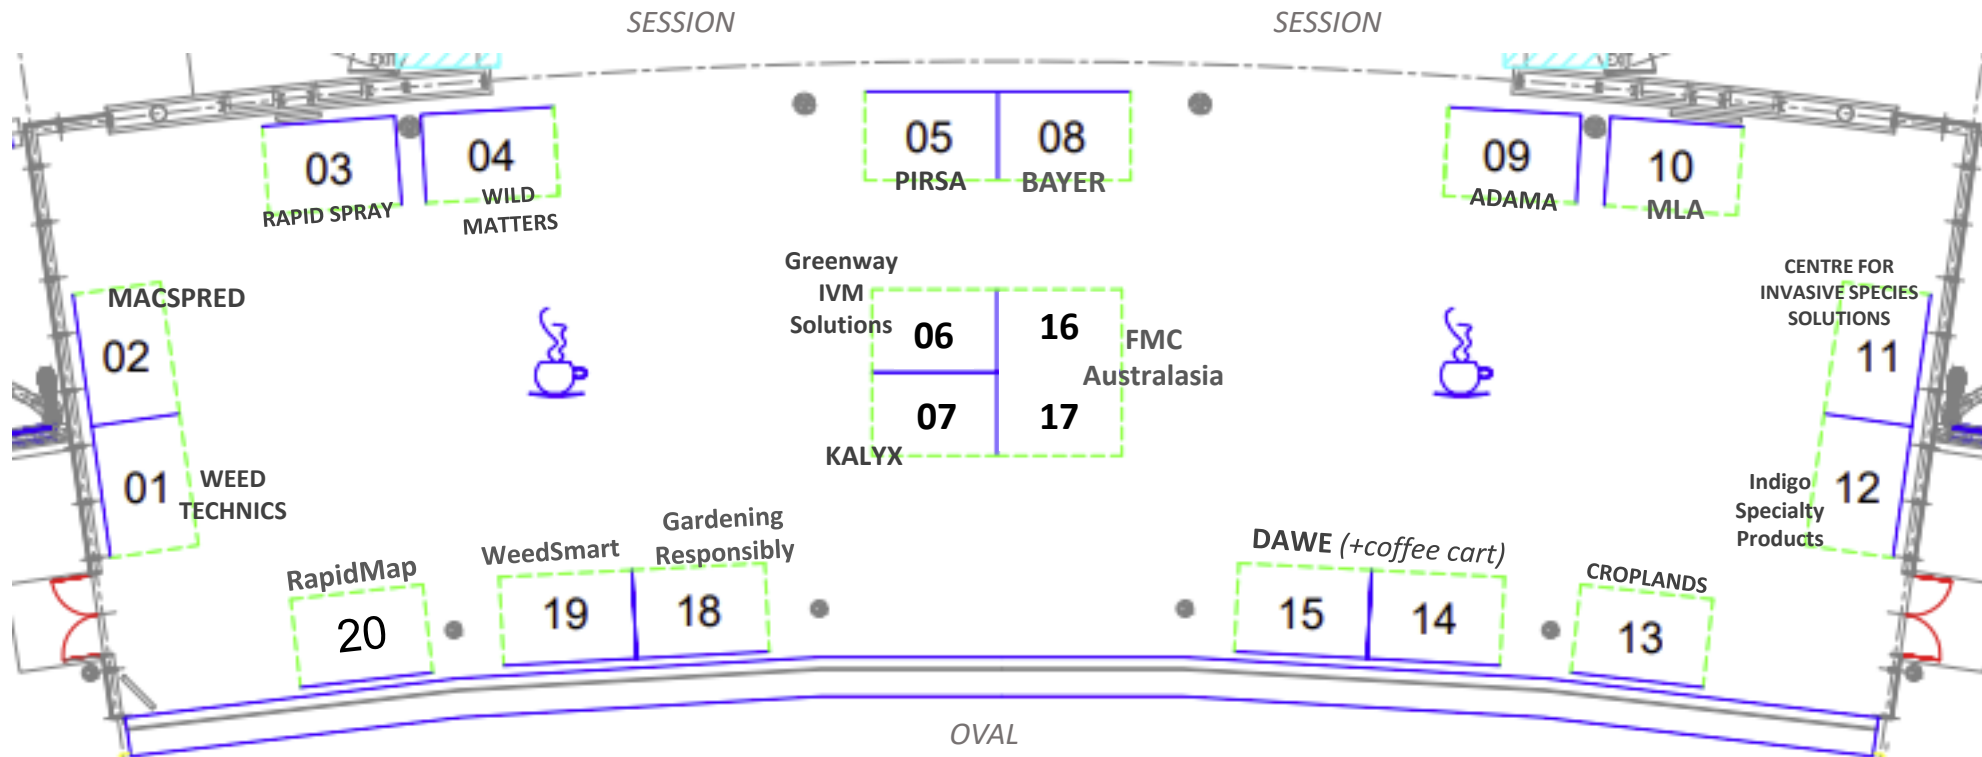 SESSION
SESSION
EXIT
EXIT
03
RAPID SPRAY
04
WILD
MATTERS
05
PIRSA
08
BAYER
09
ADAMA
10
MLA
MACSPRED
02
01
WEED
TECHNICS
Greenway
IVM
Solutions
06
07
KALYX
16
17
FMC
Australasia
CENTRE FOR
INVASIVE SPECIES
SOLUTIONS
11
12
Indigo
Specialty
Products
RapidMap
20
WeedSmart
19
Gardening
Responsibly
18
DAWE (+coffee cart)
15
14
CROPLANDS
13
OVAL